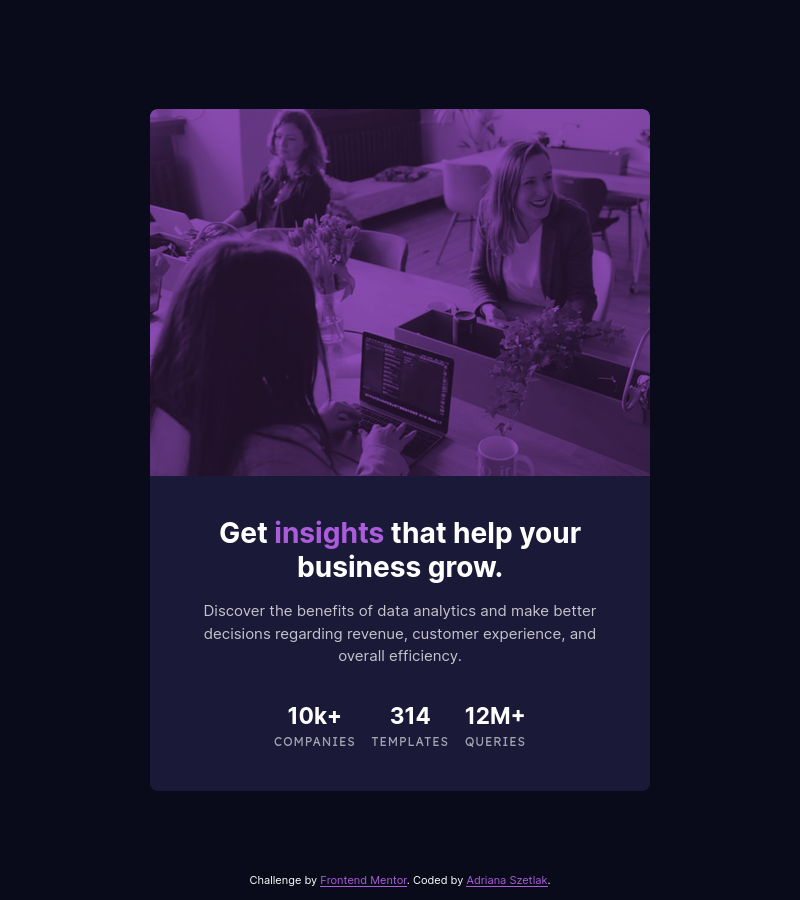 Get insights that help your
business grow.
Discover the benefits of data analytics and make better
decisions regarding revenue, customer experience, and
overall efficiency.
10k+ 314 12M+
COMPANIES TEMPLATES QUERIES
Challenge by Frontend Mentor. Coded by Adriana Szetlak.